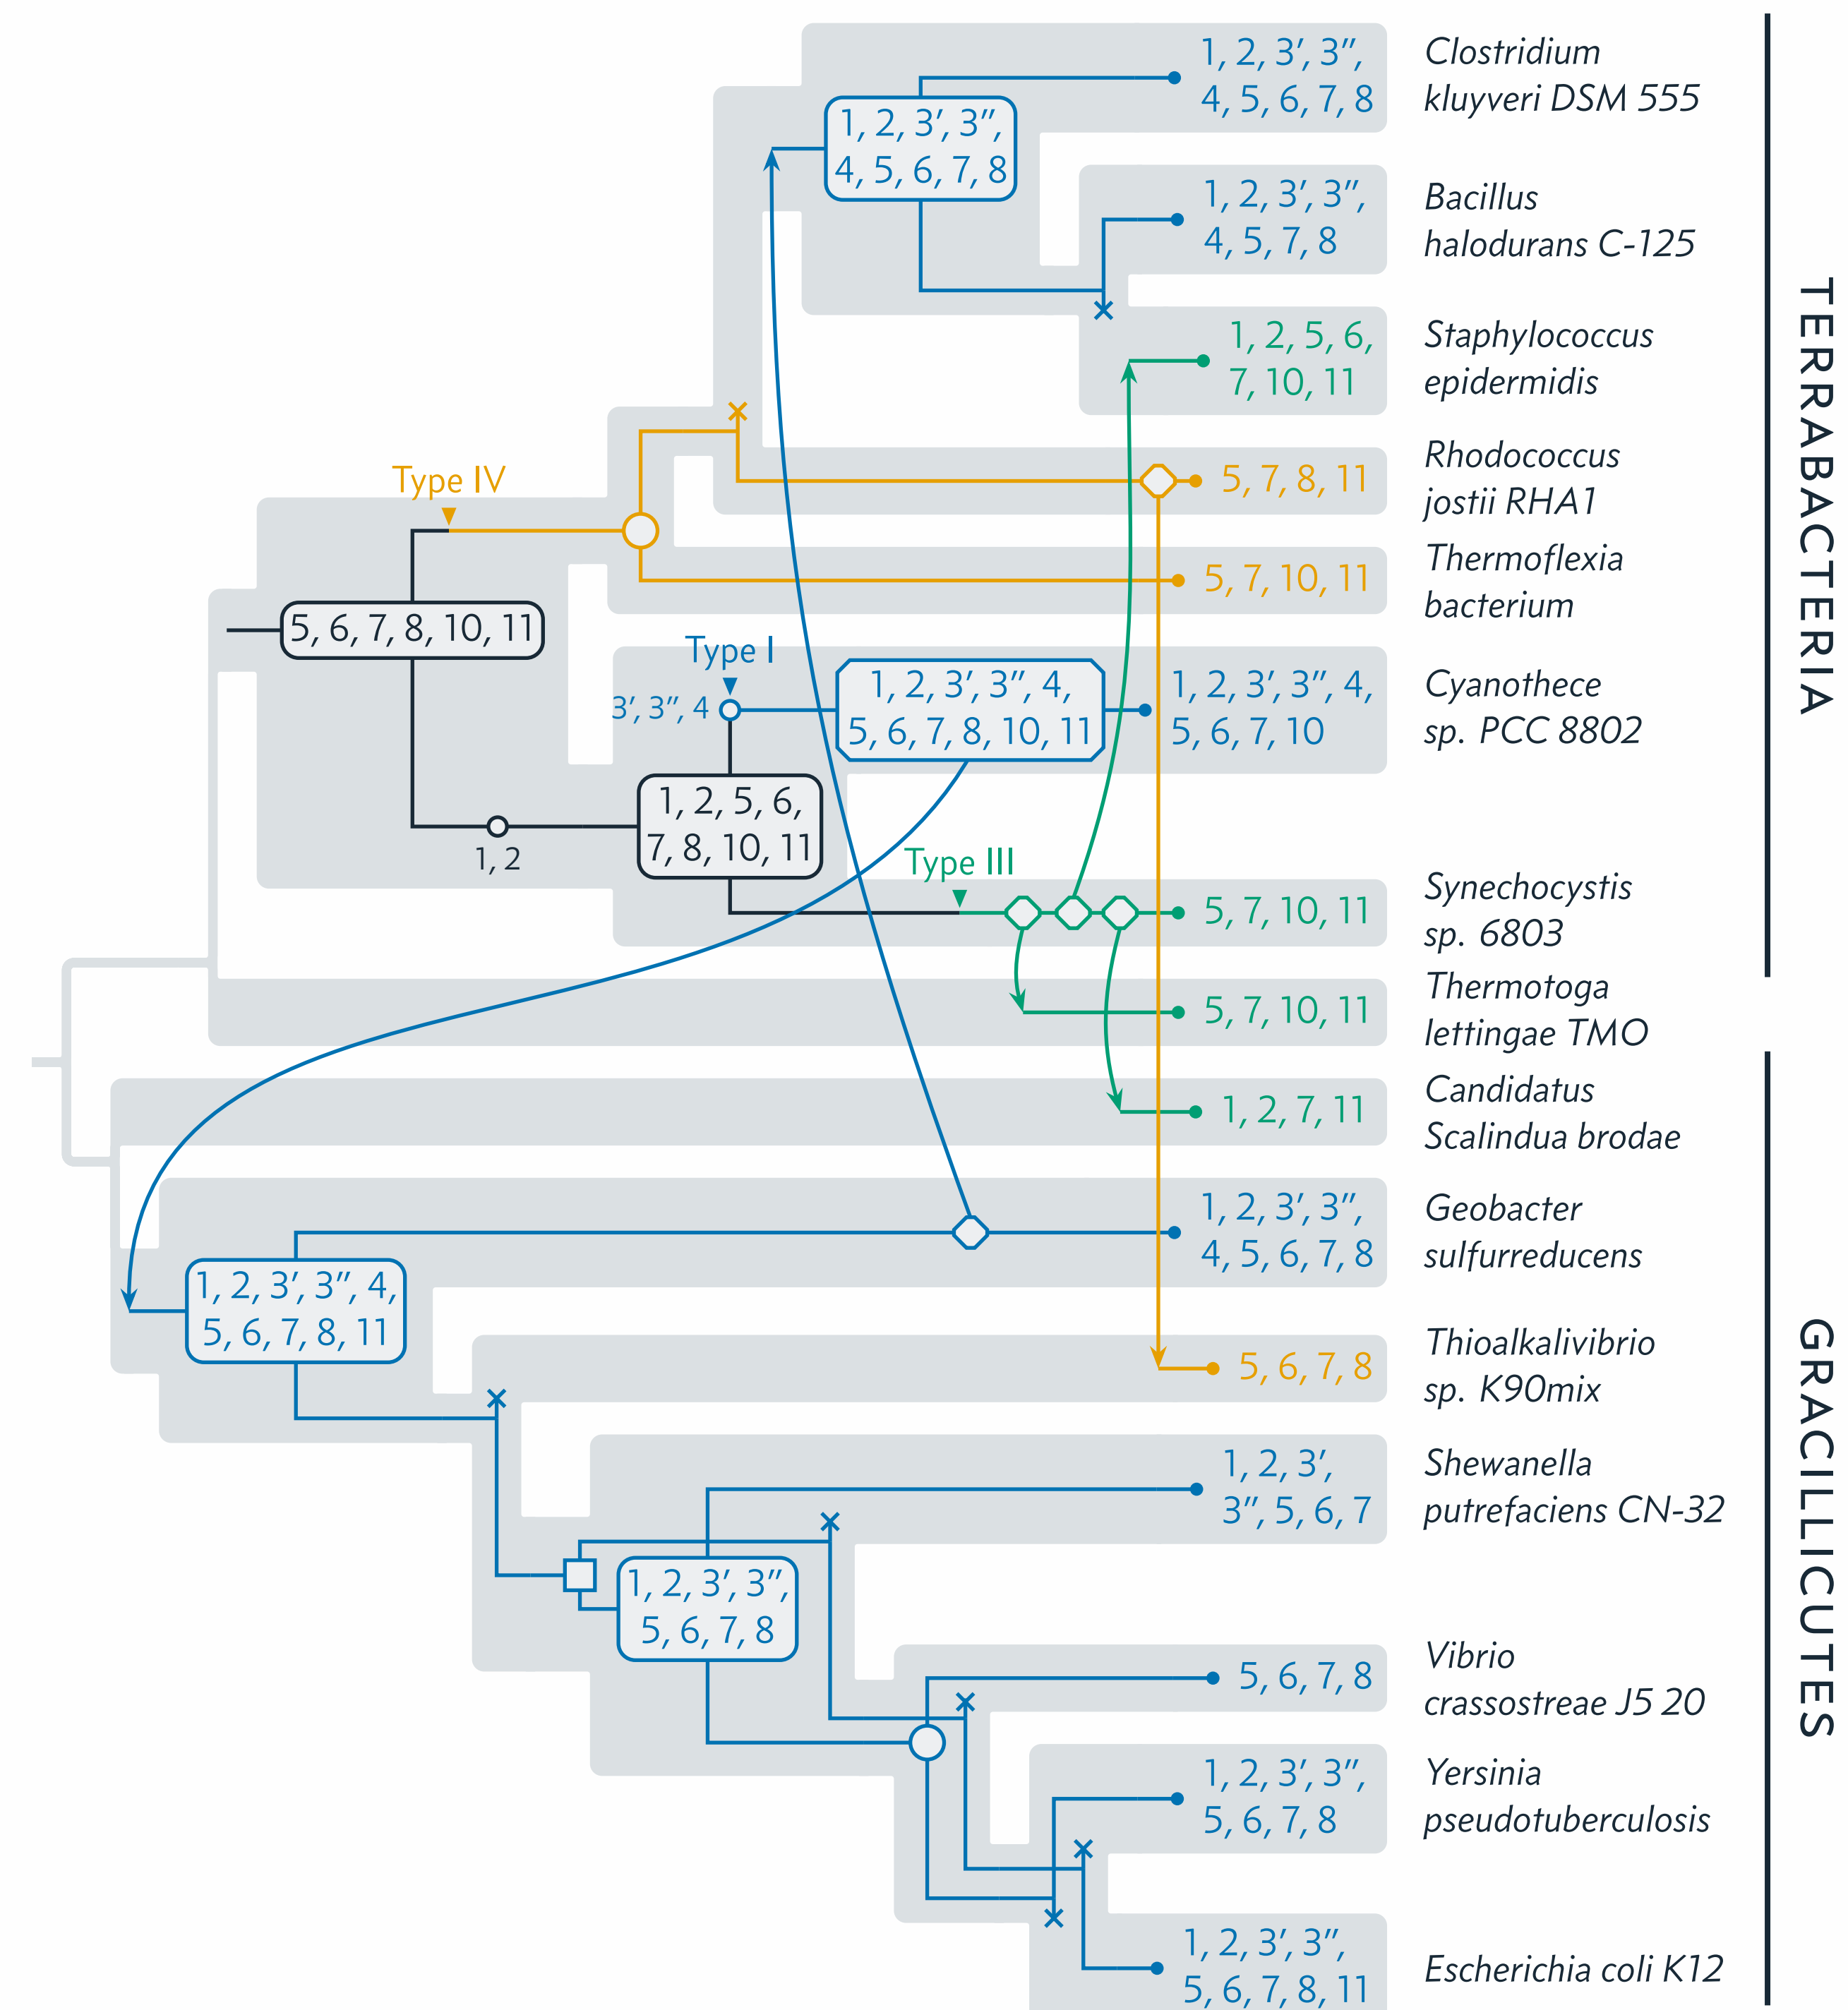 1, 2, 3′, 3″,
4, 5, 6, 7, 8
Clostridium
kluyveri DSM 555
1, 2, 3′, 3″,
4, 5, 6, 7, 8
1, 2, 3′, 3″,
4, 5, 7, 8
Bacillus
halodurans C-125
1, 2, 5, 6,
7, 10, 11
Staphylococcus
epidermidis
Type IV
5, 7, 8, 11
Rhodococcus
jostii RHA1
5, 7, 10, 11
Thermoflexia
bacterium
5, 6, 7, 8, 10, 11
Type I
3′, 3″, 4
1, 2, 3′, 3″, 4,
5, 6, 7, 8, 10, 11
1, 2, 3′, 3″, 4,
5, 6, 7, 10
Cyanothece
sp. PCC 8802
1, 2
1, 2, 5, 6,
7, 8, 10, 11
Type III
5, 7, 10, 11
Synechocystis
sp. 6803
5, 7, 10, 11
Thermotoga
lettingae TMO
TERRABACTERIA
1, 2, 7, 11
Candidatus
Scalindua brodae
1, 2, 3′, 3″,
4, 5, 6, 7, 8
Geobacter
sulfurreducens
1, 2, 3′, 3″, 4,
5, 6, 7, 8, 11
5, 6, 7, 8
Thioalkalivibrio
sp. K90mix
1, 2, 3′,
3″, 5, 6, 7
Shewanella
putrefaciens CN-32
1, 2, 3′, 3″,
5, 6, 7, 8
5, 6, 7, 8
Vibrio
crassostreae J5 20
1, 2, 3′, 3″,
5, 6, 7, 8
Yersinia
pseudotuberculosis
1, 2, 3′, 3″,
5, 6, 7, 8, 11
Escherichia coli K12
GRACILLICUTES